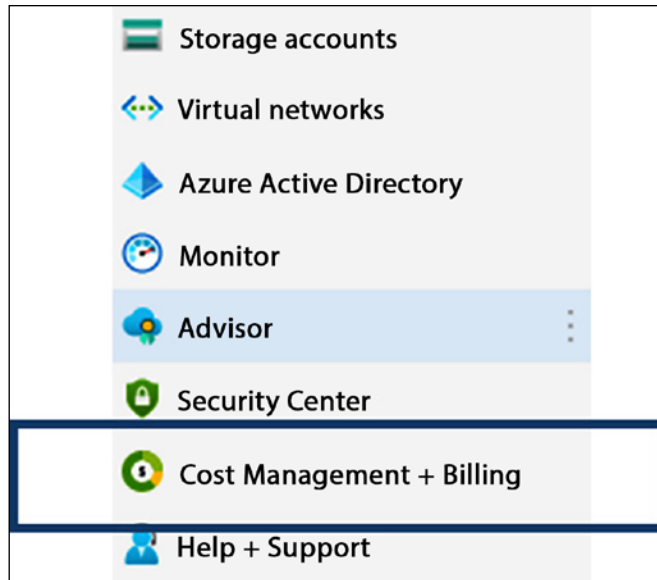 Storage accounts
Virtual networks
Azure Active Directory
Monitor
Advisor
Security Center
Cost Management + Billing
Help + Support